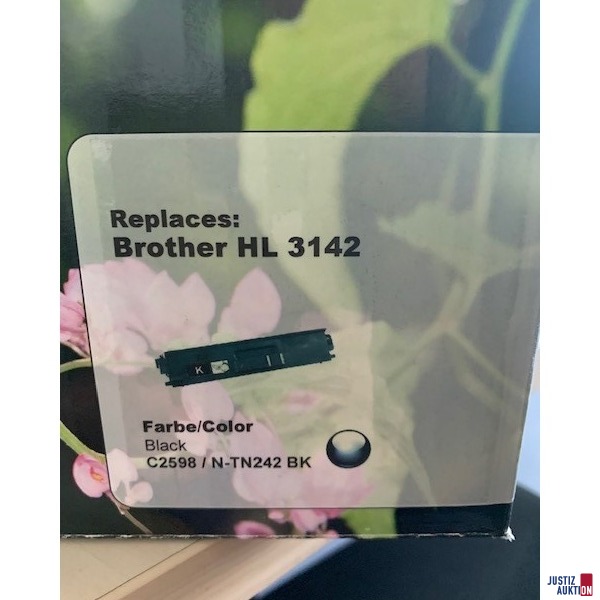 Replaces:
Brother HL 3142
K
Farbe/Color
Black
C2598 / N-TN242 BK
JUSTIZ
AUKTION